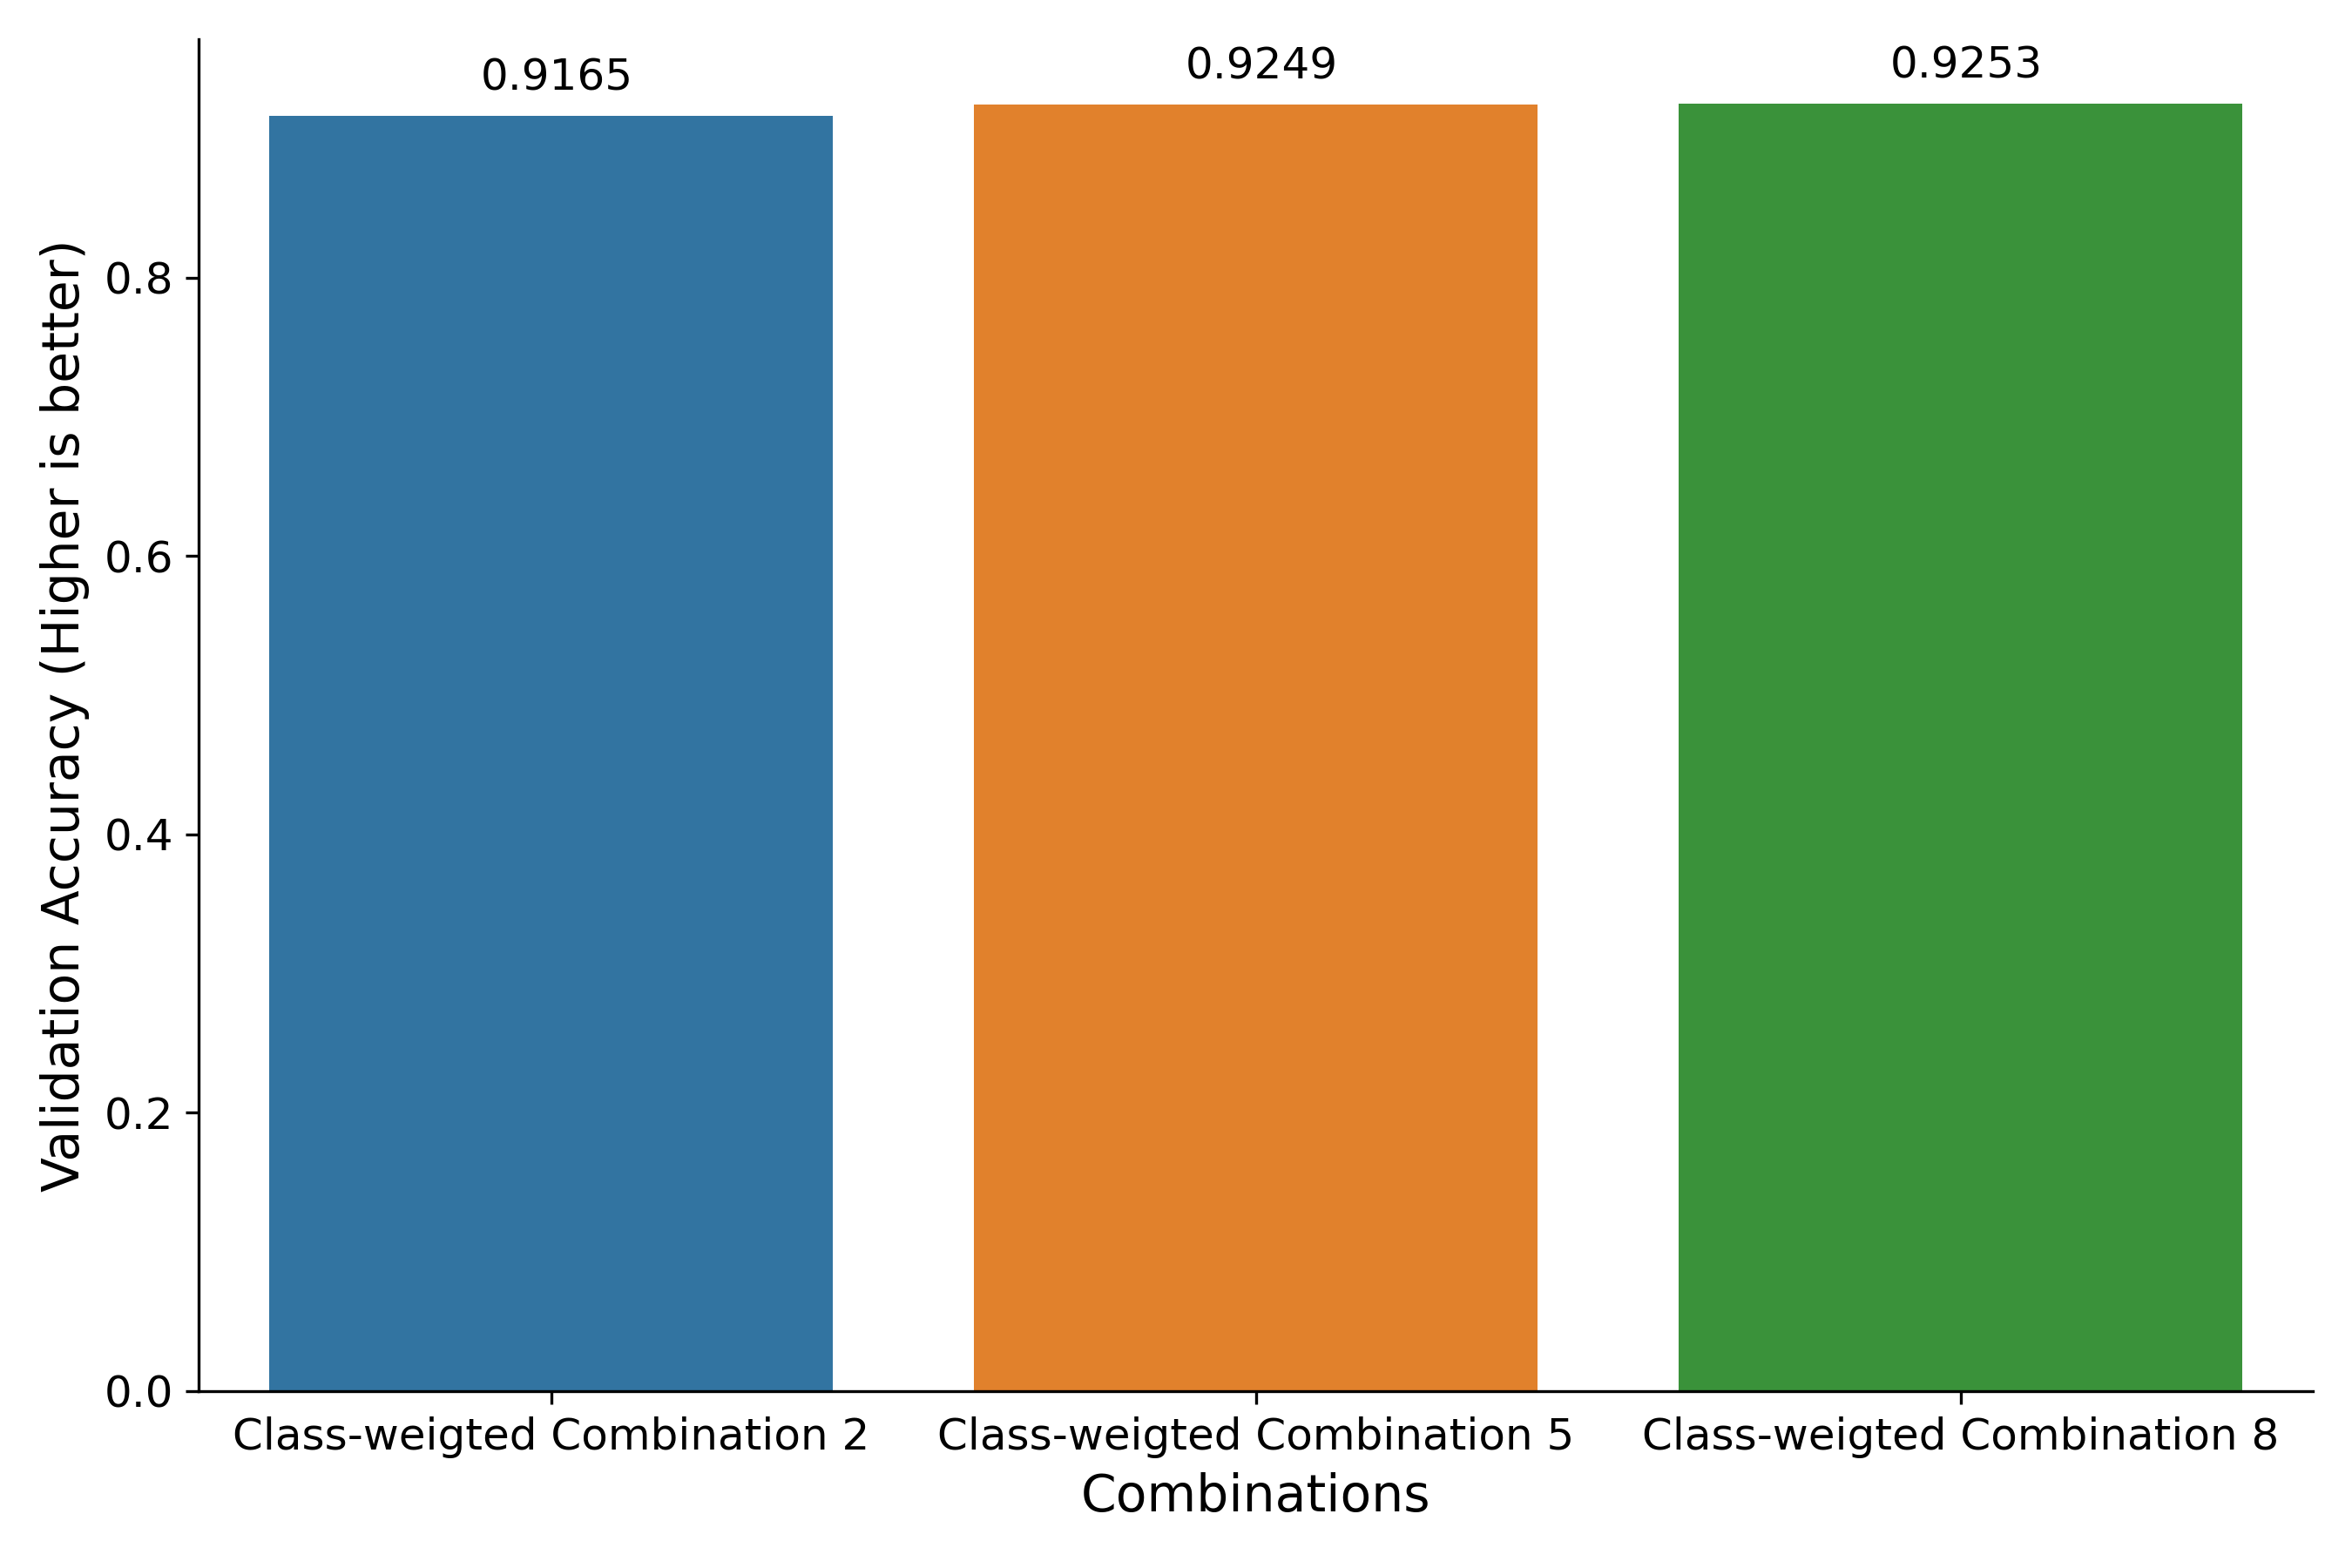 0.9165
0.9249
0.9253
Validation Accuracy (Higher is better)
0.8
0.6
0.4
0.2
0.0
Class-weigted Combination 2
Class-weigted Combination 5
Class-weigted Combination 8
Combinations